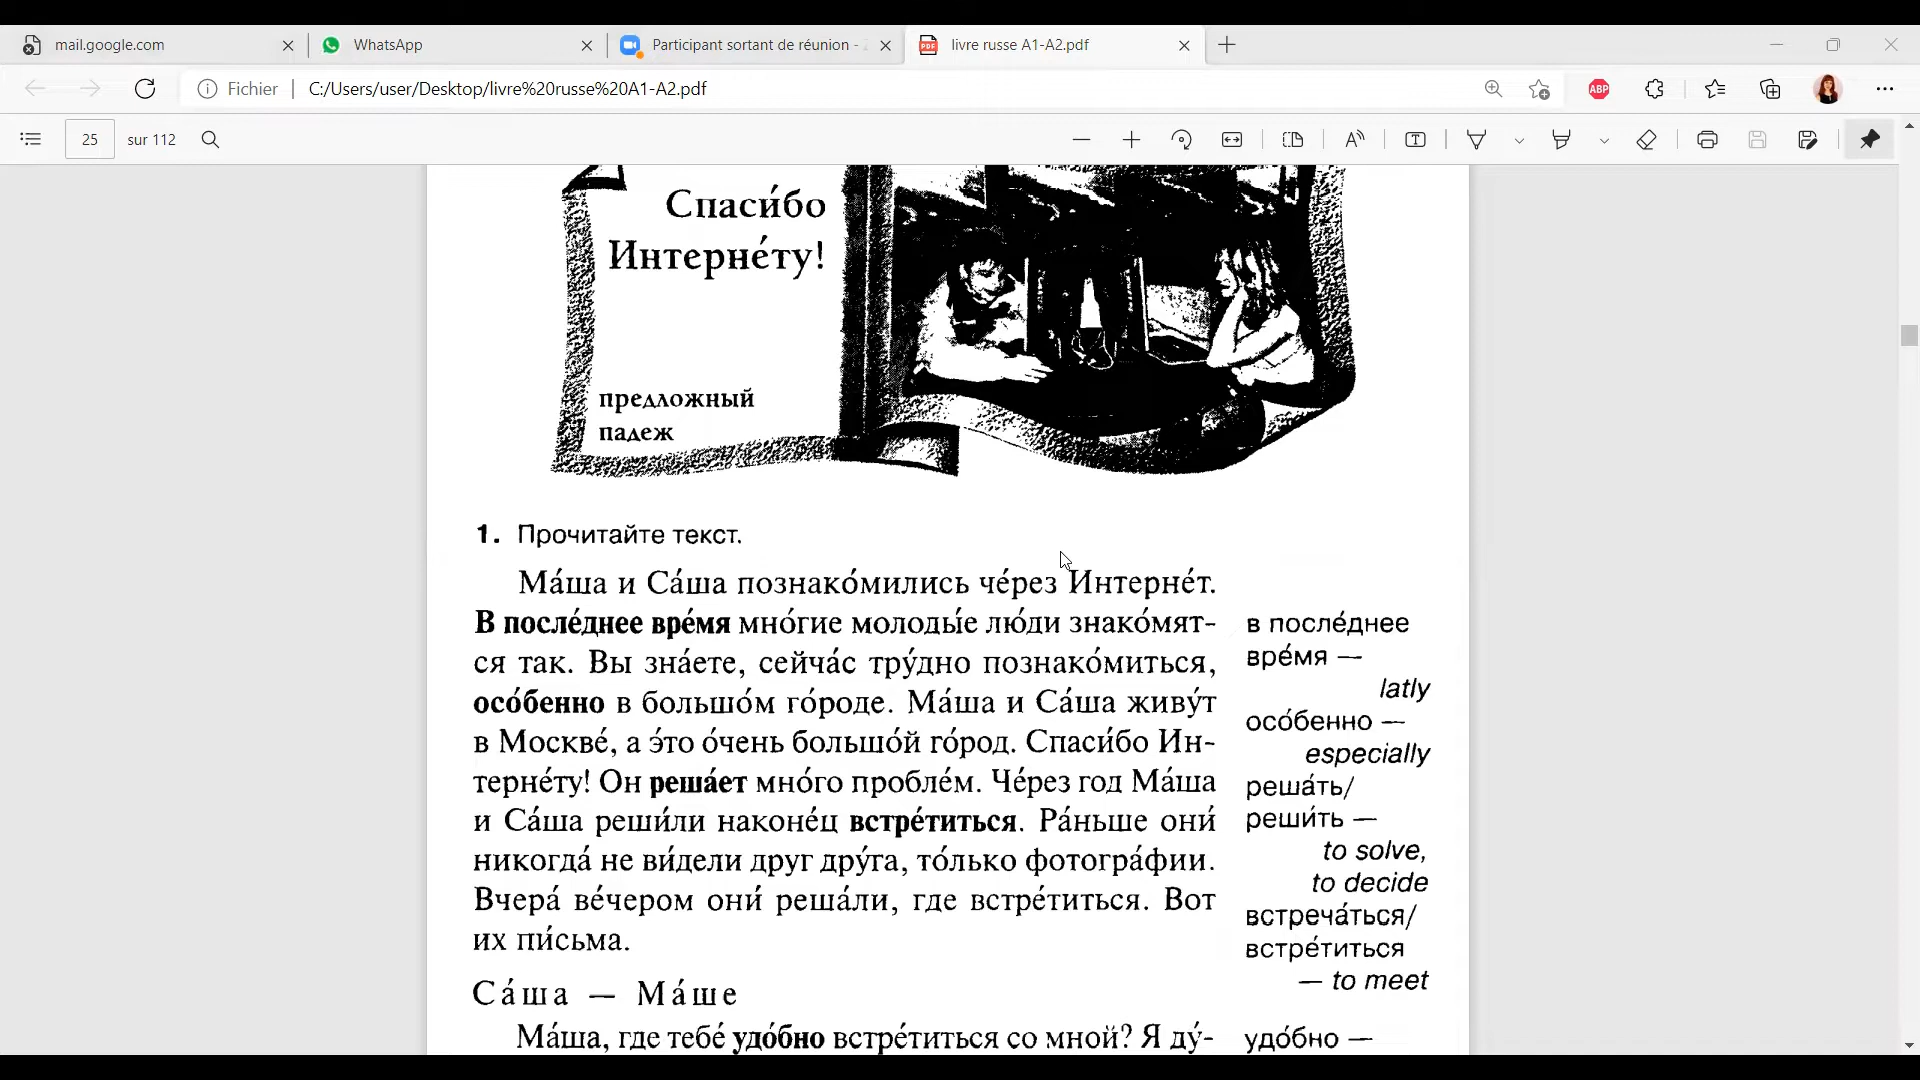 mail.google.com
WhatsApp
Participant sortant de réunion -
livre russe A1-A2.pdf
Fichier
C:/Users/user/Desktop/livre%20russe%20A1-A2.pdf
ABP
25 sur 112
Спаси́бо
Интерне́ту!
предложный
падеж
1. Прочитайте текст.
Ма́ша и Са́ша познако́мились че́рез Интерне́т.
В после́днее вре́мя мно́гие молоды́е лю́ди знако́мят-
ся так. Вы зна́ете, сейча́с тру́дно познако́миться,
осо́бенно в большо́м го́роде. Ма́ша и Са́ша живу́т
в Москве́, а э́то о́чень большо́й го́род. Спаси́бо Ин-
терне́ту! Он реша́ет мно́го пробле́м. Че́рез год Ма́ша
и Са́ша реши́ли наконе́ц встре́титься. Ра́ньше они́
никогда́ не ви́дели друг дру́га, то́лько фотогра́фии.
Вчера́ ве́чером они́ реша́ли, где встре́титься. Вот
их пи́сьма.
Са́ша — Ма́ше
Ма́ша, где тебе́ удо́бно встре́титься со мной? Я ду́-
в после́днее
вре́мя —
latly
осо́бенно —
especially
реша́ть/
реши́ть —
to solve,
to decide
встреча́ться/
встре́титься
— to meet
удо́бно —